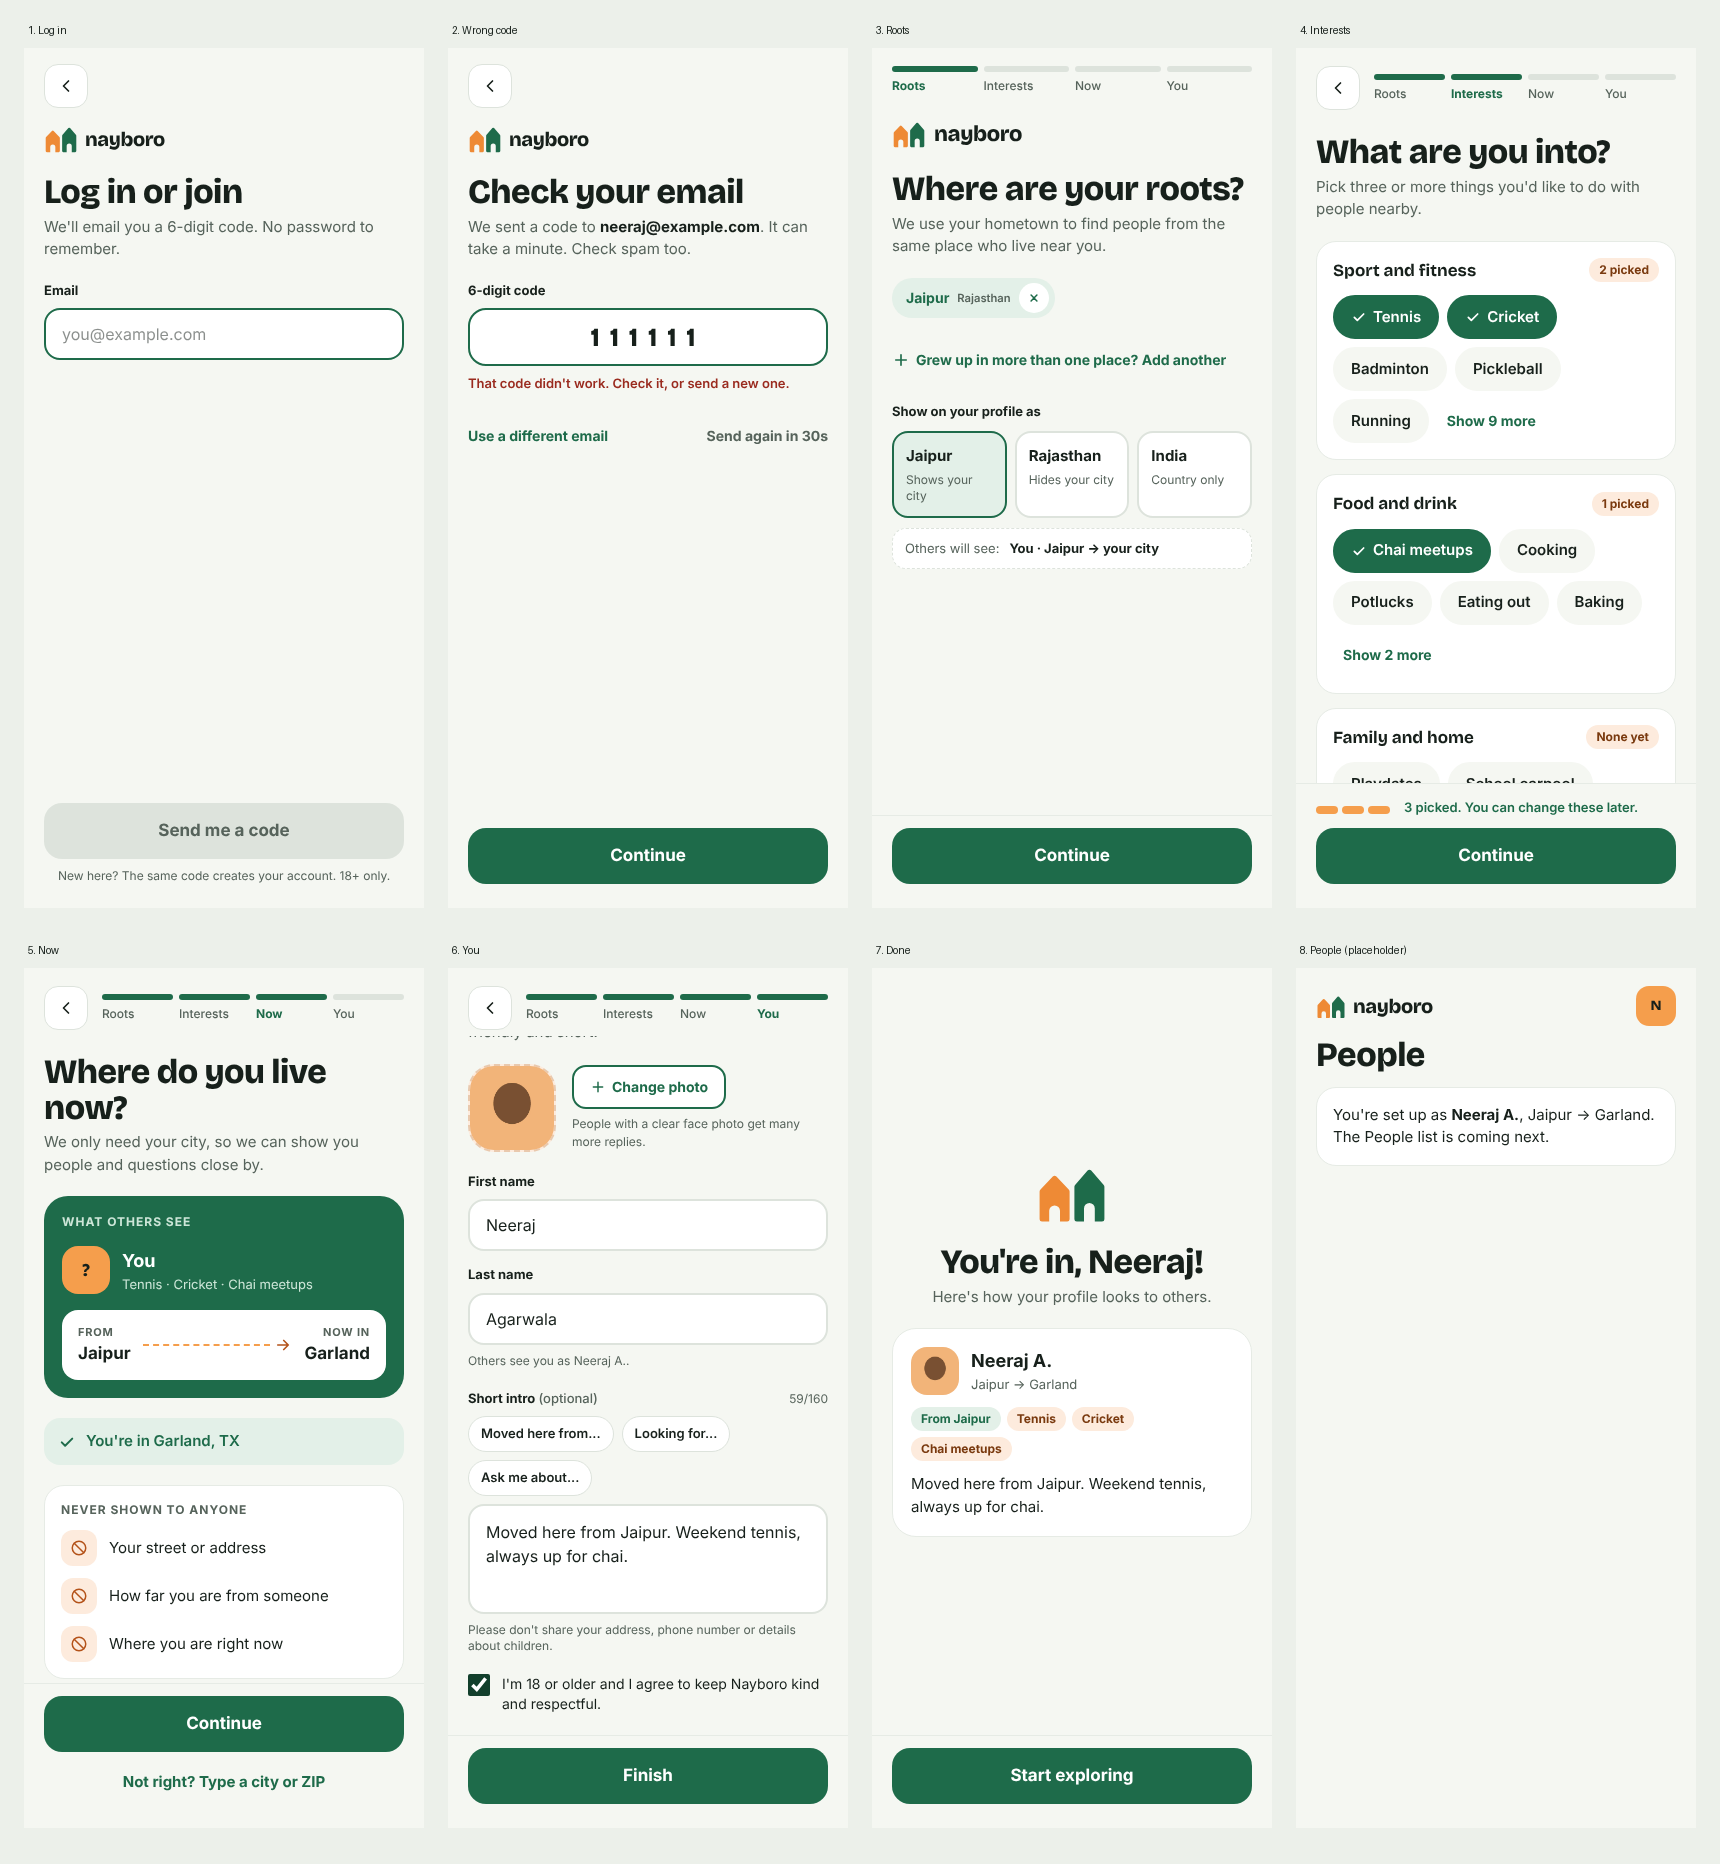 1. Log in
nayboro
Log in or join
We'll email you a 6-digit code. No password to
remember.
Email
you@example.com
Send me a code
New here? The same code creates your account. 18+ only.
2. Wrong code
nayboro
Check your email
We sent a code to neeraj@example.com. It can
take a minute. Check spam too.
6-digit code
111111
That code didn't work. Check it, or send a new one.
Use a different email
Send again in 30s
Continue
3. Roots
Roots
Interests
Now
You
nayboro
Where are your roots?
We use your hometown to find people from the
same place who live near you.
Jaipur Rajasthan
Grew up in more than one place? Add another
Show on your profile as
Jaipur
Shows your
city
Rajasthan
Hides your city
India
Country only
Others will see: You · Jaipur → your city
Continue
4. Interests
Roots
Interests
Now
You
What are you into?
Pick three or more things you'd like to do with
people nearby.
Sport and fitness
2 picked
Tennis
Cricket
Badminton
Pickleball
Running
Show 9 more
Food and drink
1 picked
Chai meetups
Cooking
Potlucks
Eating out
Baking
Show 2 more
Family and home
None yet
Playdates
School carpool
3 picked. You can change these later.
Continue
5. Now
Roots
Interests
Now
You
Where do you live
now?
We only need your city, so we can show you
people and questions close by.
WHAT OTHERS SEE
?
You
Tennis · Cricket · Chai meetups
FROM
Jaipur
NOW IN
Garland
You're in Garland, TX
NEVER SHOWN TO ANYONE
Your street or address
How far you are from someone
Where you are right now
Continue
Not right? Type a city or ZIP
6. You
Roots
Interests
Now
You
friendly and short.
Change photo
People with a clear face photo get many
more replies.
First name
Neeraj
Last name
Agarwala
Others see you as Neeraj A..
Short intro (optional)
59/160
Moved here from...
Looking for...
Ask me about...
Moved here from Jaipur. Weekend tennis,
always up for chai.
Please don't share your address, phone number or details
about children.
I'm 18 or older and I agree to keep Nayboro kind
and respectful.
Finish
7. Done
You're in, Neeraj!
Here's how your profile looks to others.
Neeraj A.
Jaipur → Garland
From Jaipur
Tennis
Cricket
Chai meetups
Moved here from Jaipur. Weekend tennis,
always up for chai.
Start exploring
8. People (placeholder)
nayboro
N
People
You're set up as Neeraj A., Jaipur → Garland.
The People list is coming next.